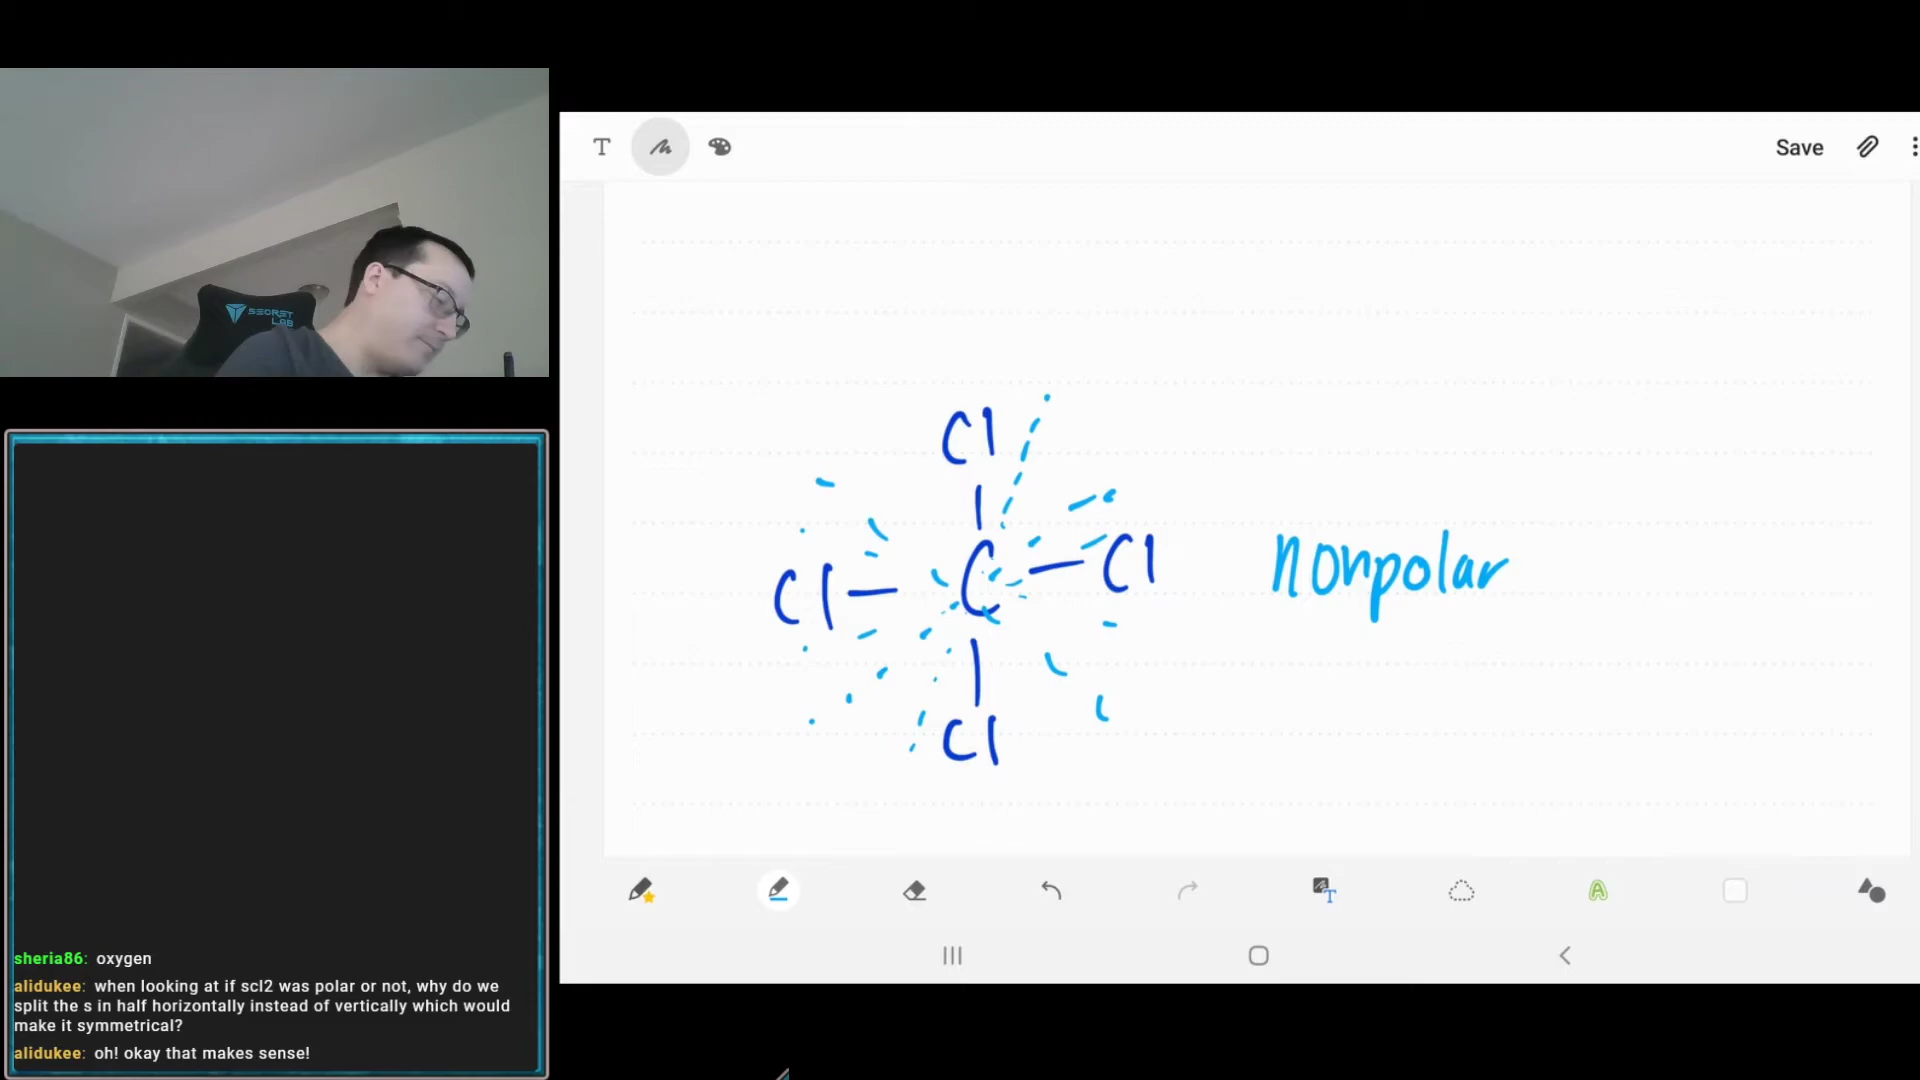 T
Save
SECRET
LAB
Cl
Cl
C
Cl
nonpolar
Cl
T
A
sheria86: oxygen
alidukee: when looking at if scl2 was polar or not, why do we
split the s in half horizontally instead of vertically which would
make it symmetrical?
alidukee: oh! okay that makes sense!